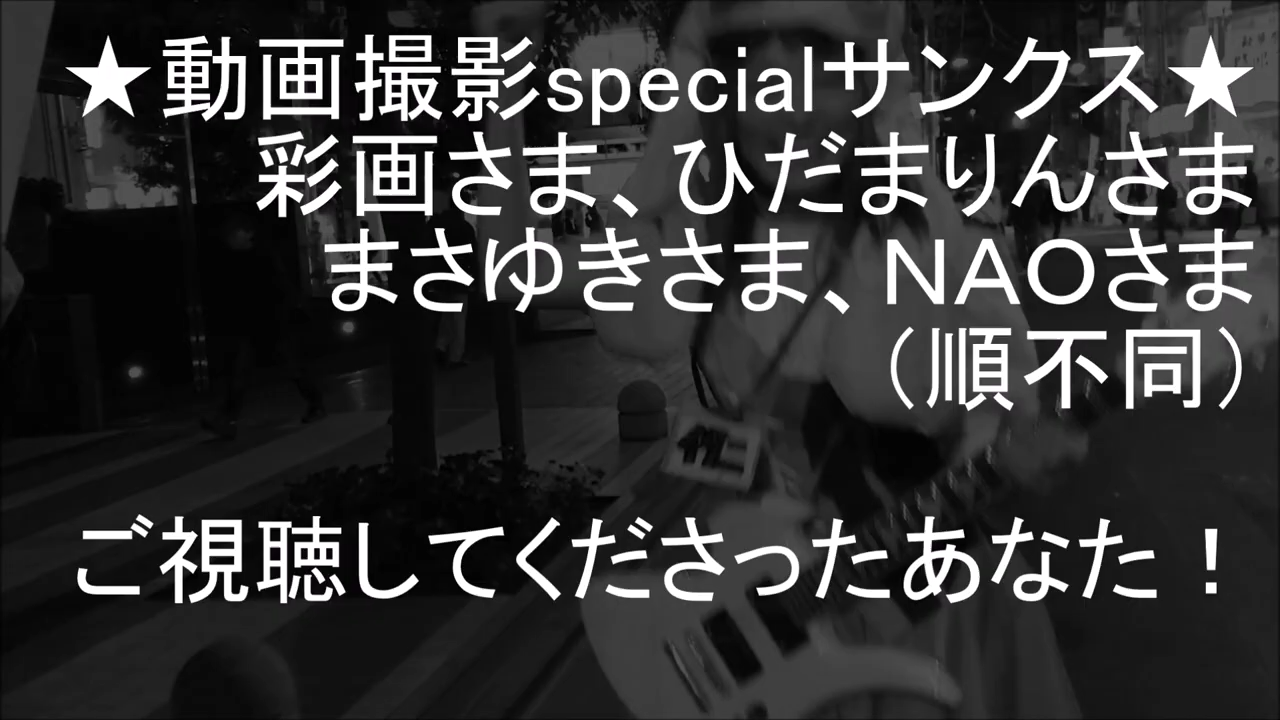 ★動画撮影specialサンクス★
彩画さま、ひだまりんさま
まさゆきさま、NAOさま
（順不同）
ご視聴してくださったあなた！